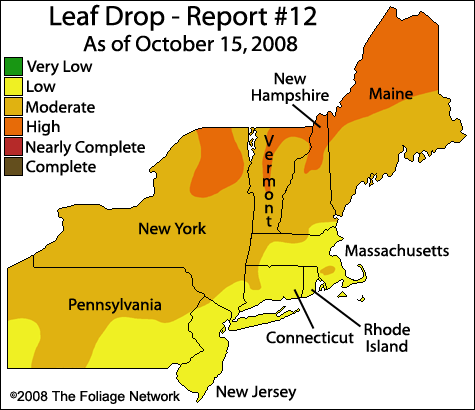 Leaf Drop - Report #12
As of October 15, 2008
Very Low
Low
Moderate
High
Nearly Complete
Complete
New
Hampshire
Maine
Vermont
New York
Massachusetts
Pennsylvania
Connecticut
Rhode
Island
New Jersey
©2008 The Foliage Network